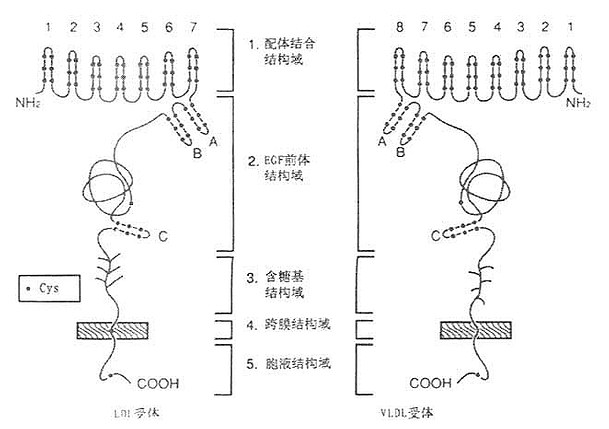 1 2 3 4 5 6 7
8 7 6 5 4 3 2 1
NH₂
NH₂
1. 配体结合
结构域
A
B
A
B
2. EGF前体
结构域
C
C
3. 含糖基
结构域
• Cys
4. 跨膜结构域
5. 胞液结构域
COOH
COOH
LDL受体
VLDL受体